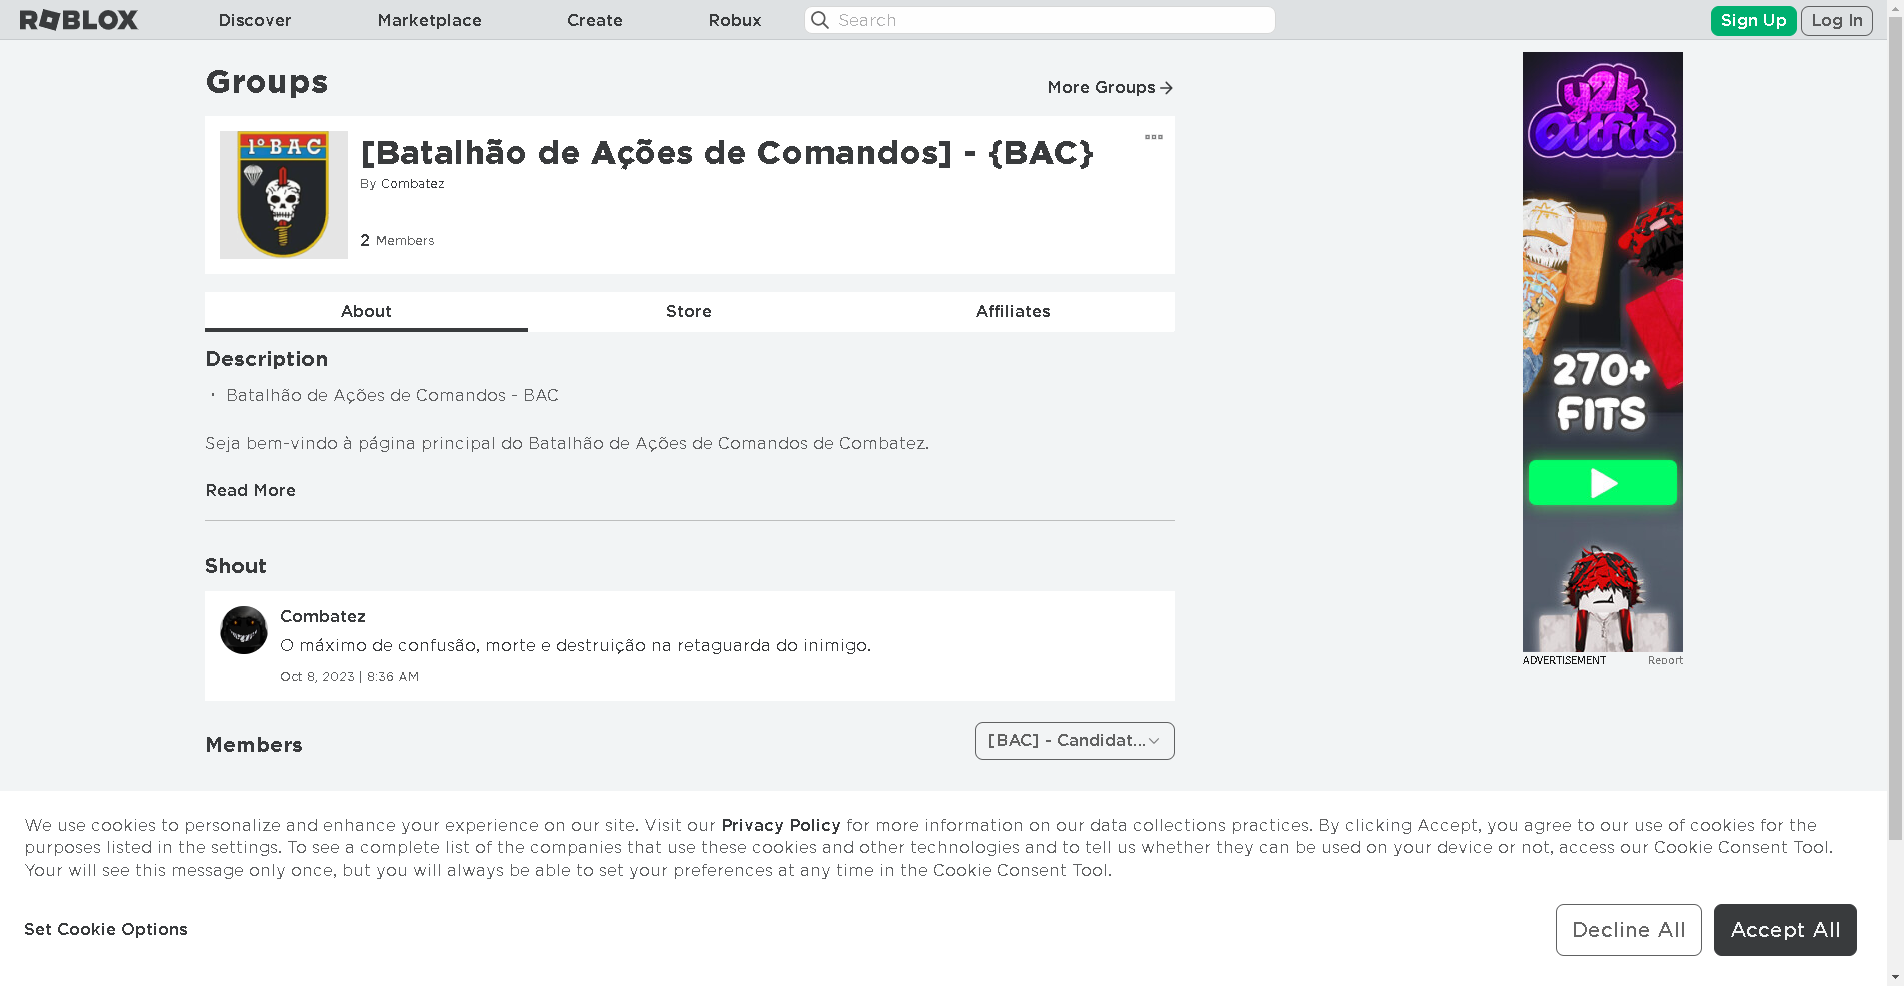 ROBLOX
Discover
Marketplace
Create
Robux
Search
Sign Up
Log In
Groups
More Groups
1º BAC
[Batalhão de Ações de Comandos] - {BAC}
By Combatez
2 Members
About
Store
Affiliates
Description
• Batalhão de Ações de Comandos - BAC
Seja bem-vindo à página principal do Batalhão de Ações de Comandos de Combatez.
Read More
Shout
Combatez
O máximo de confusão, morte e destruição na retaguarda do inimigo.
Oct 8, 2023 | 8:36 AM
Members
[BAC] - Candidat...
y2k
Outfits
270+
FITS
ADVERTISEMENT
Report
We use cookies to personalize and enhance your experience on our site. Visit our Privacy Policy for more information on our data collections practices. By clicking Accept, you agree to our use of cookies for the
purposes listed in the settings. To see a complete list of the companies that use these cookies and other technologies and to tell us whether they can be used on your device or not, access our Cookie Consent Tool.
Your will see this message only once, but you will always be able to set your preferences at any time in the Cookie Consent Tool.
Set Cookie Options
Decline All
Accept All